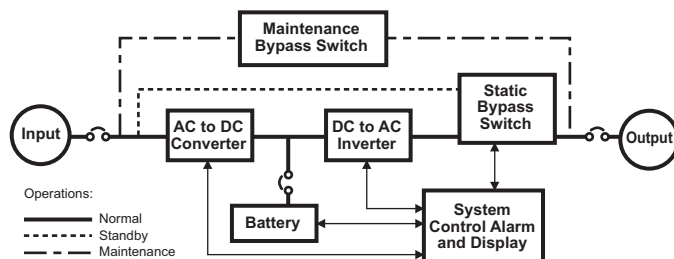 Maintenance
Bypass Switch
Static
Bypass
Switch
Input
AC to DC
Converter
DC to AC
Inverter
Output
Operations:
Normal
Standby
Maintenance
Battery
System
Control Alarm
and Display